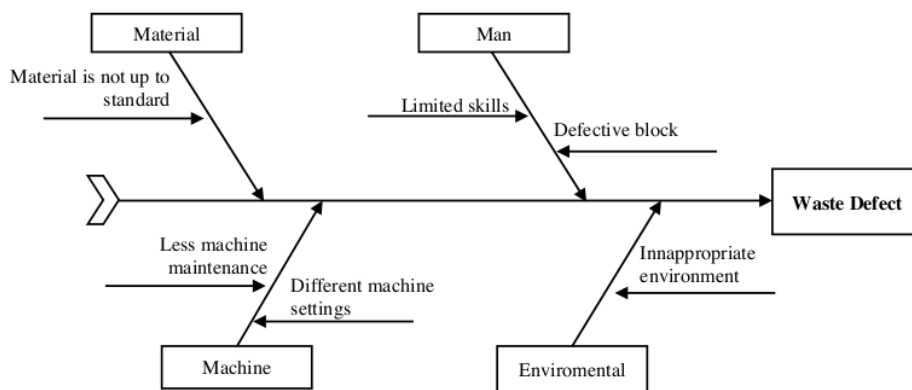 Material
Man
Material is not up to
standard
Limited skills
Defective block
Waste Defect
Less machine
maintenance
Different machine
settings
Innappropriate
environment
Machine
Enviromental